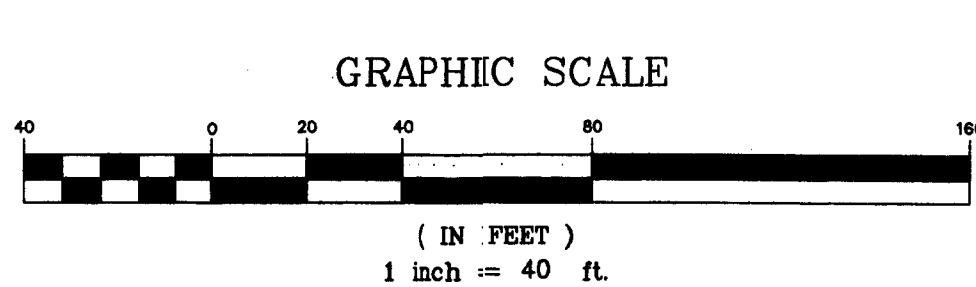 GRAPHIC SCALE
40 0 20 40 80 160
( IN FEET )
1 inch = 40 ft.